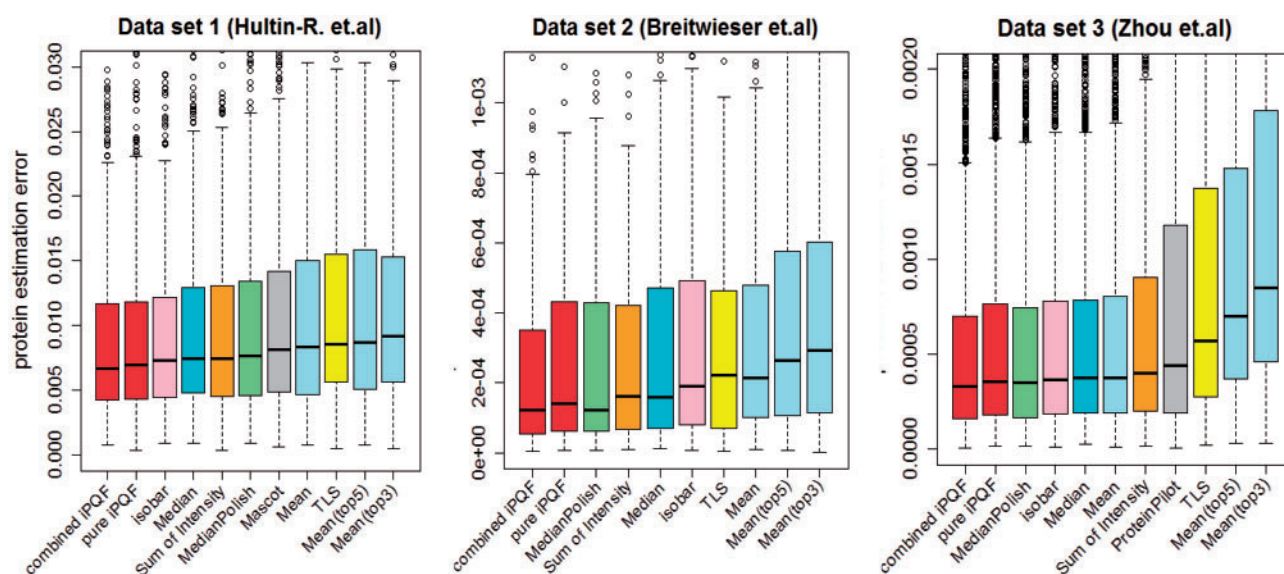 Data set 1 (Hultin-R. et.al)
Data set 2 (Breitwieser et.al)
Data set 3 (Zhou et.al)
protein estimation error
0.030
0.025
0.020
0.015
0.010
0.005
0.000
combined iPQF
pure iPQF
isobar
Median
Sum of Intensity
MedianPolish
Mascot
Mean
TLS
Mean(top5)
Mean(top3)
1e-03
8e-04
6e-04
4e-04
2e-04
0e+00
combined iPQF
pure iPQF
MedianPolish
Sum of Intensity
Median
isobar
TLS
Mean
Mean(top5)
Mean(top3)
0.0020
0.0015
0.0010
0.0005
0.0000
combined iPQF
pure iPQF
MedianPolish
isobar
Median
Mean
Sum of Intensity
ProteinPilot
TLS
Mean(top5)
Mean(top3)